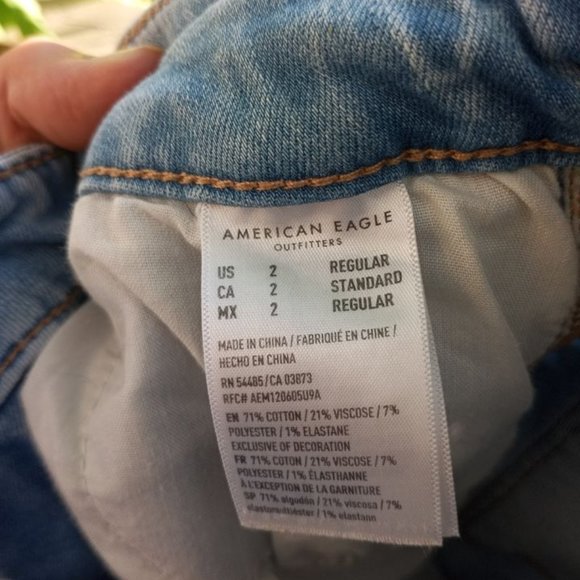 AMERICAN EAGLE
OUTFITTERS
US 2 REGULAR
CA 2 STANDARD
MX 2 REGULAR
MADE IN CHINA / FABRIQUÉ EN CHINE /
HECHO EN CHINA
RN 54485/CA 03873
RFC# AEM120605U9A
EN 71% COTTON / 21% VISCOSE / 7%
POLYESTER / 1% ELASTANE
EXCLUSIVE OF DECORATION
FR 71% COTON / 21% VISCOSE / 7%
POLYESTER / 1% ELASTHANNE
À L'EXCEPTION DE LA GARNITURE
SP 71% algodón / 21% viscosa / 7%
1% elastann